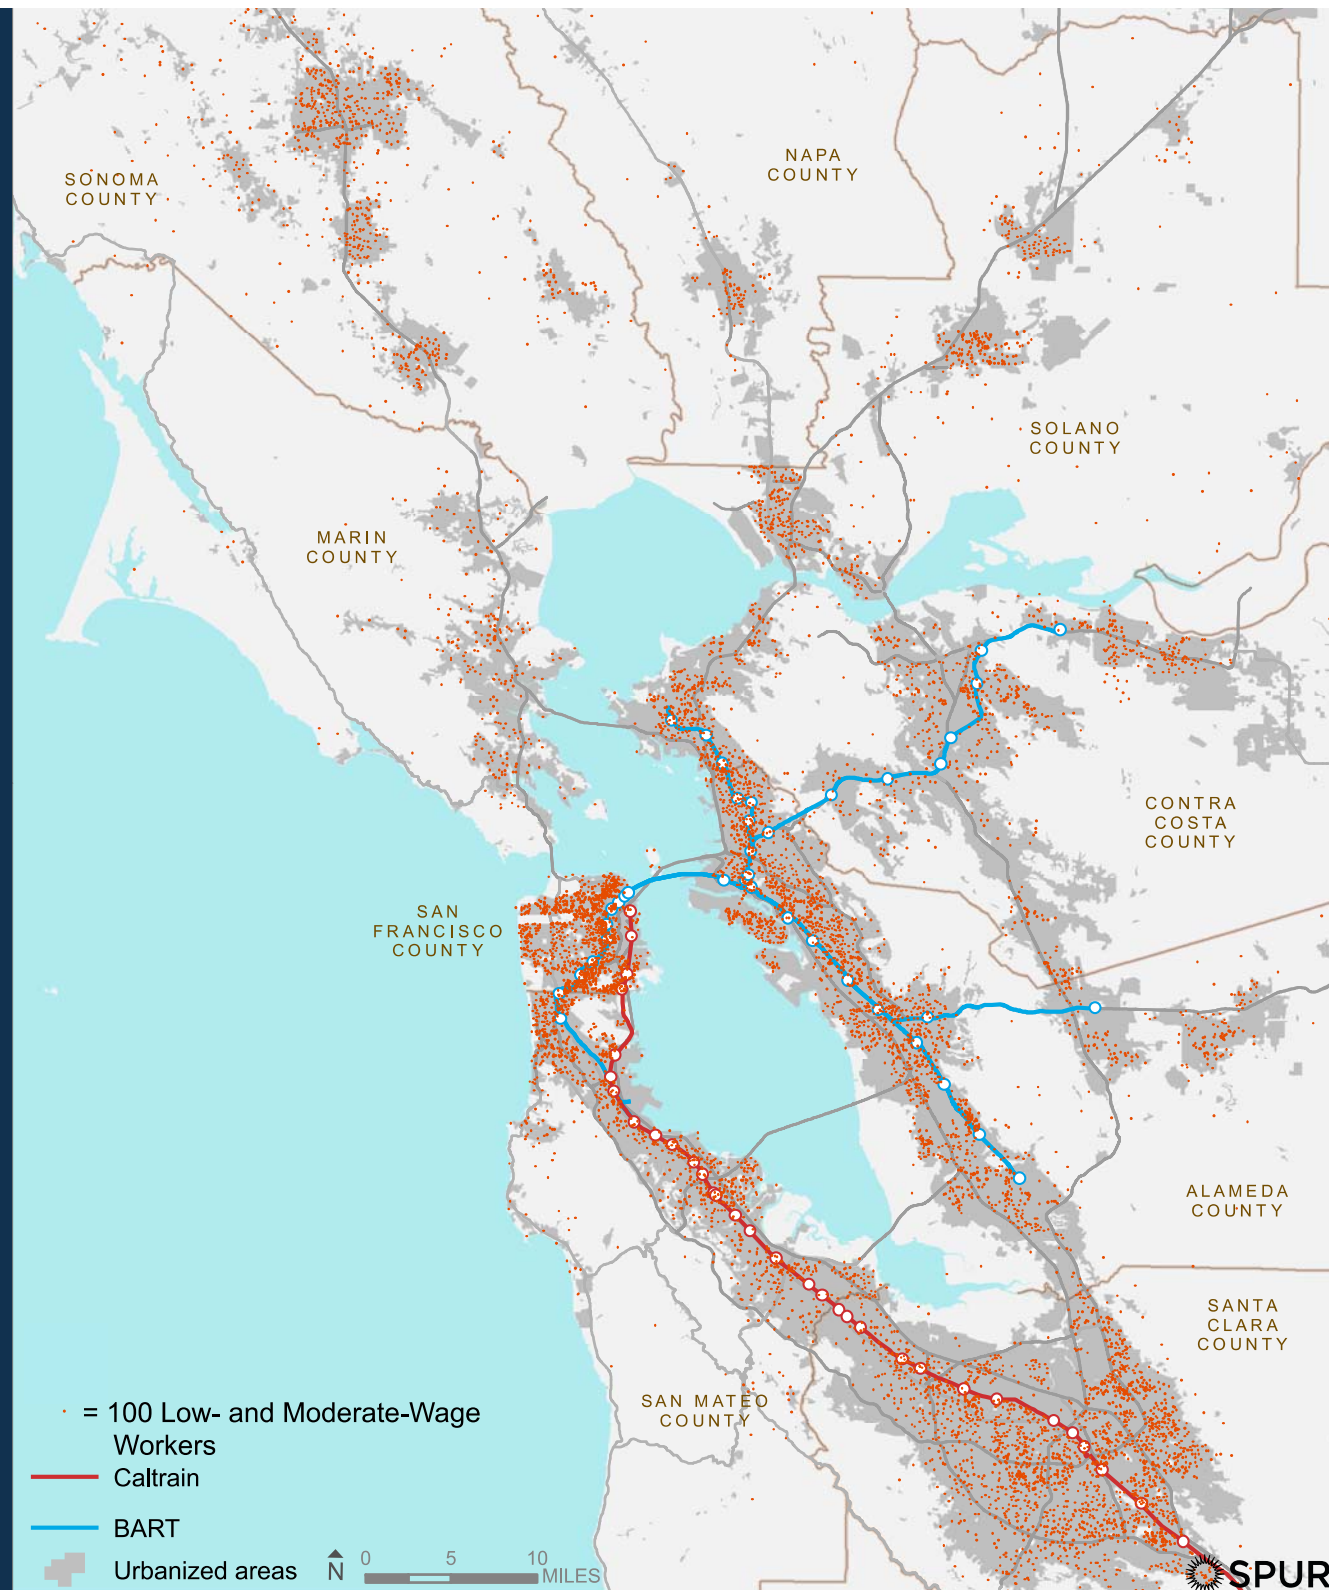 SONOMA
COUNTY
NAPA
COUNTY
SOLANO
COUNTY
MARIN
COUNTY
CONTRA
COSTA
COUNTY
SAN
FRANCISCO
COUNTY
ALAMEDA
COUNTY
SANTA
CLARA
COUNTY
SAN MATEO
COUNTY
= 100 Low- and Moderate-Wage
Workers
Caltrain
BART
Urbanized areas
N
0 5 10
MILES
SPUR